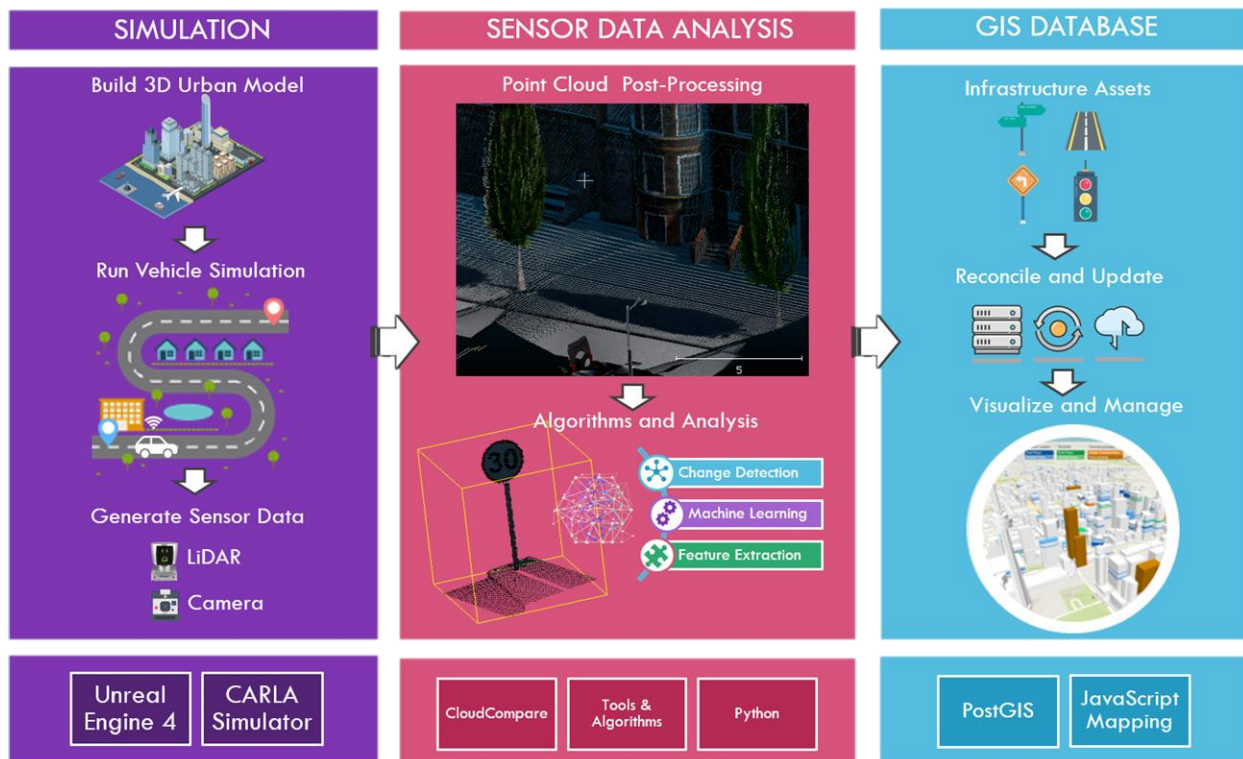 SIMULATION
Build 3D Urban Model
Run Vehicle Simulation
Generate Sensor Data
LiDAR
Camera
Unreal
Engine 4
CARLA
Simulator
SENSOR DATA ANALYSIS
Point Cloud Post-Processing
5
Algorithms and Analysis
30
Change Detection
Machine Learning
Feature Extraction
CloudCompare
Tools &
Algorithms
Python
GIS DATABASE
Infrastructure Assets
Reconcile and Update
Visualize and Manage
PostGIS
JavaScript
Mapping